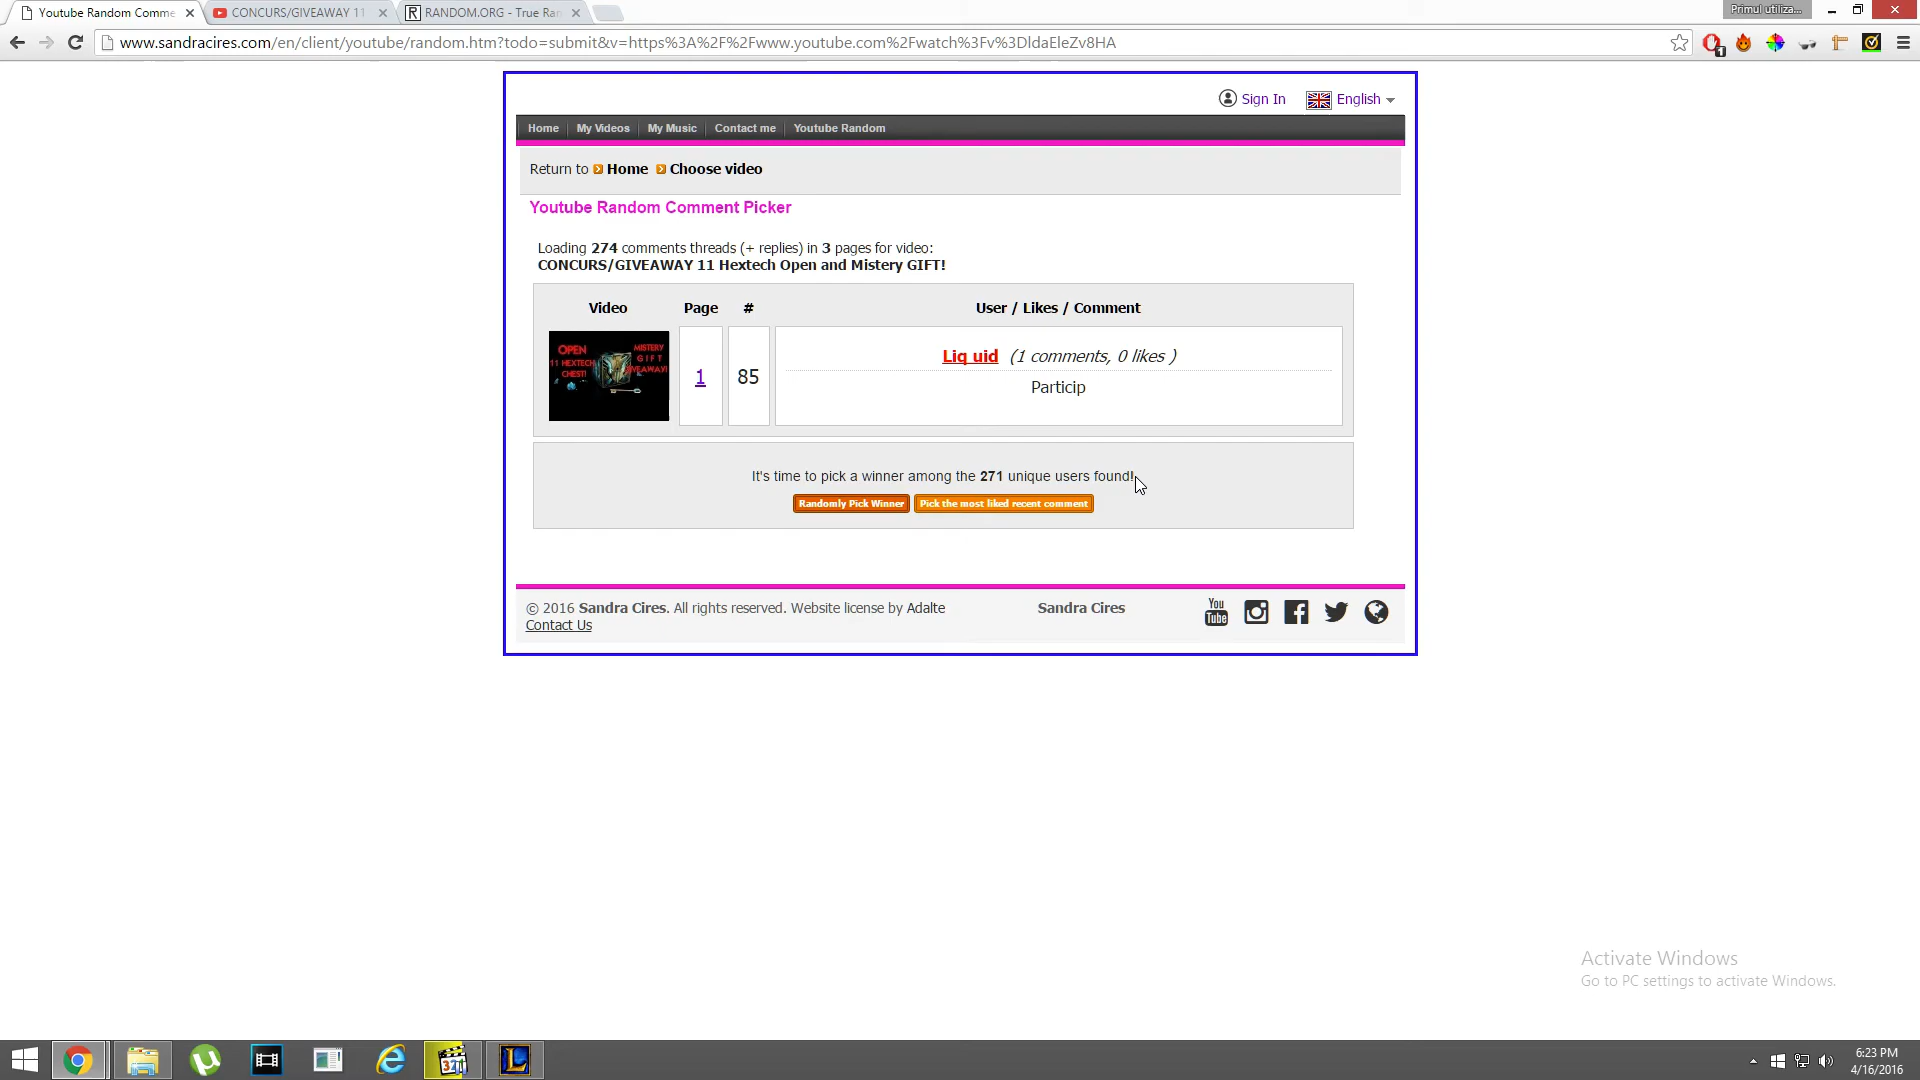 Youtube Random Comme
CONCURS/GIVEAWAY 11
RANDOM.ORG - True Ran
Primul utiliza...
www.sandracires.com/en/client/youtube/random.htm?todo=submit&v=https%3A%2F%2Fwww.youtube.com%2Fwatch%3Fv%3DldaEleZv8HA
Sign In
English
Home
My Videos
My Music
Contact me
Youtube Random
Return to Home Choose video
Youtube Random Comment Picker
Loading 274 comments threads (+ replies) in 3 pages for video:
CONCURS/GIVEAWAY 11 Hextech Open and Mistery GIFT!
Video Page # User / Likes / Comment
OPEN
11 HEXTECH
CHEST!
MISTERY
GIFT
GIVEAWAY!
1
85
Liq uid (1 comments, 0 likes )
Particip
It's time to pick a winner among the 271 unique users found!
Randomly Pick Winner
Pick the most liked recent comment
© 2016 Sandra Cires. All rights reserved. Website license by Adalte
Contact Us
Sandra Cires
You
Tube
Activate Windows
Go to PC settings to activate Windows.
321
6:23 PM
4/16/2016